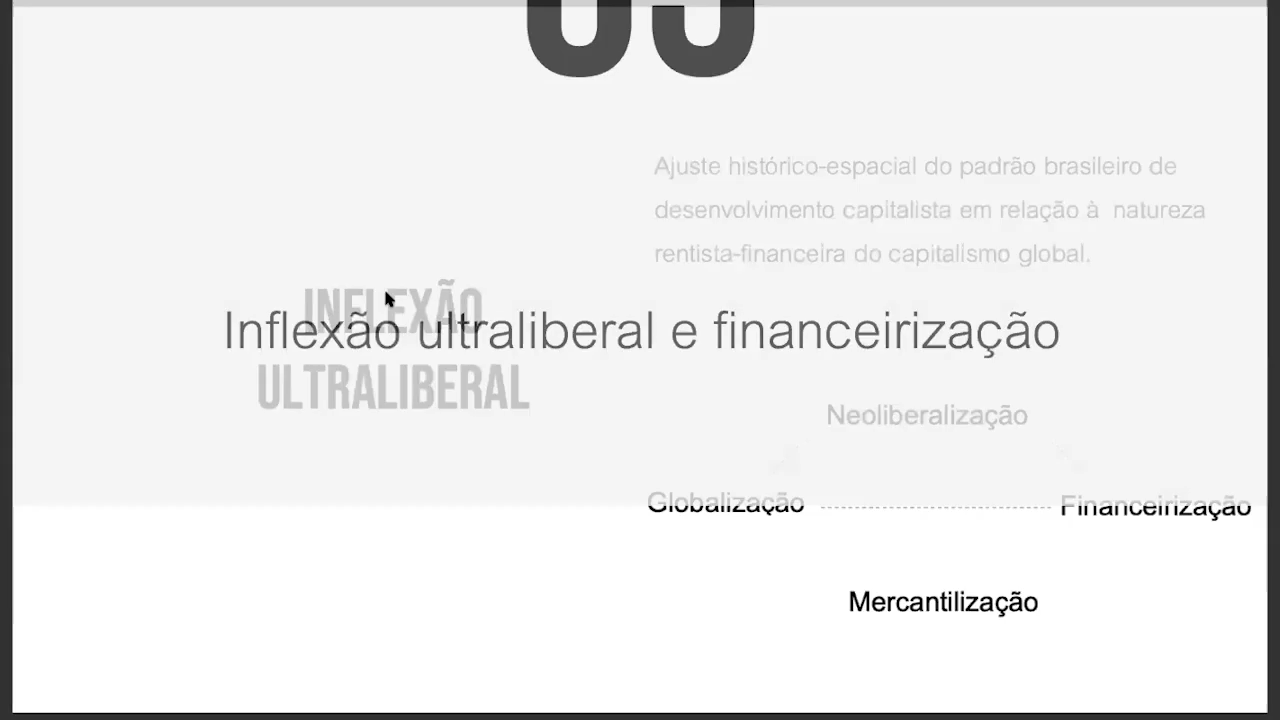 Ajuste histórico-espacial do padrão brasileiro de
desenvolvimento capitalista em relação à natureza
rentista-financeira do capitalismo global.
INFLEXÃO
ULTRALIBERAL
Inflexão ultraliberal e financeirização
Neoliberalização
Globalização
Financeirização
Mercantilização